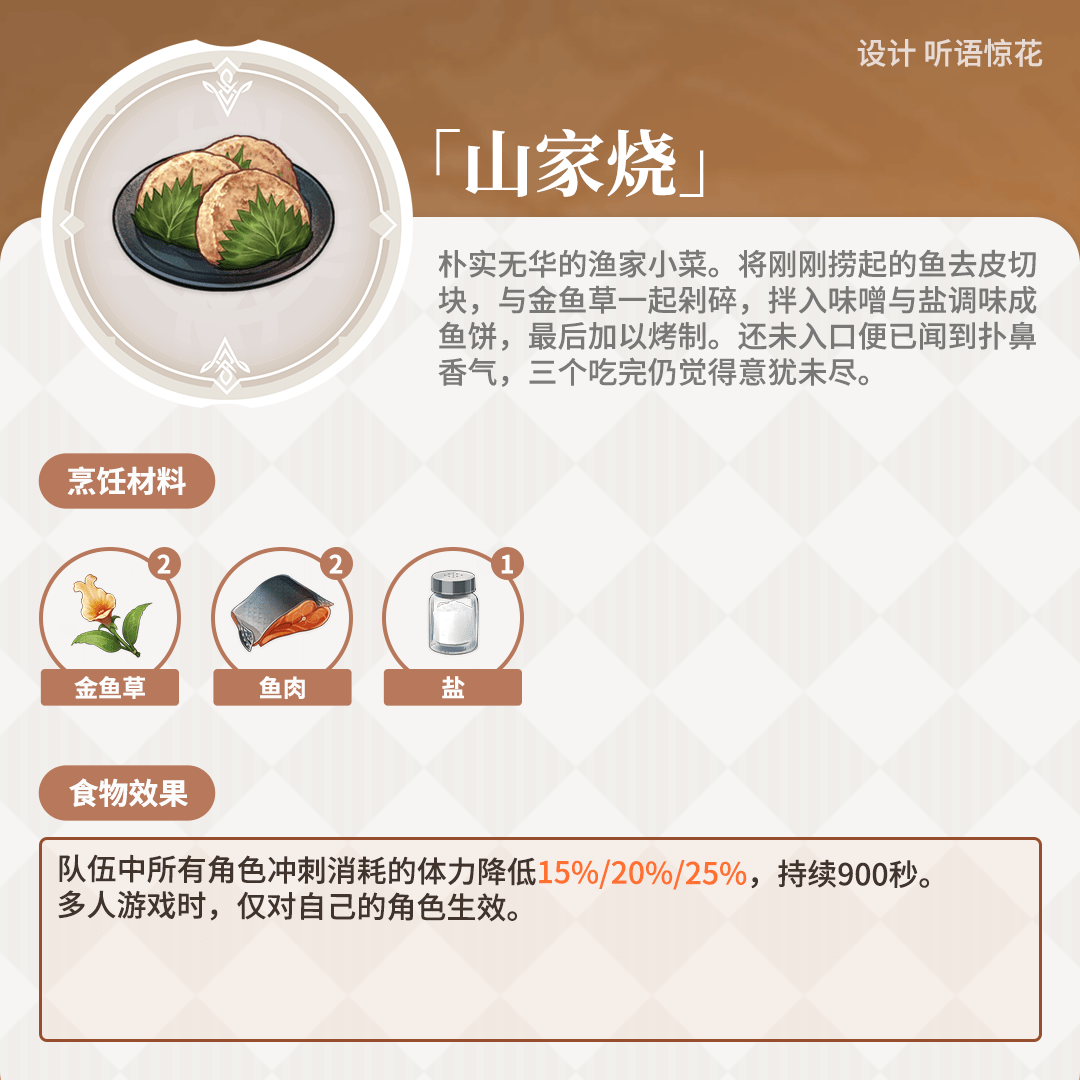 设计 听语惊花
「山家烧」
朴实无华的渔家小菜。将刚刚捞起的鱼去皮切
块，与金鱼草一起剁碎，拌入味噌与盐调味成
鱼饼，最后加以烤制。还未入口便已闻到扑鼻
香气，三个吃完仍觉得意犹未尽。
烹饪材料
2
2
1
金鱼草
鱼肉
盐
食物效果
队伍中所有角色冲刺消耗的体力降低15%/20%/25%，持续900秒。
多人游戏时，仅对自己的角色生效。